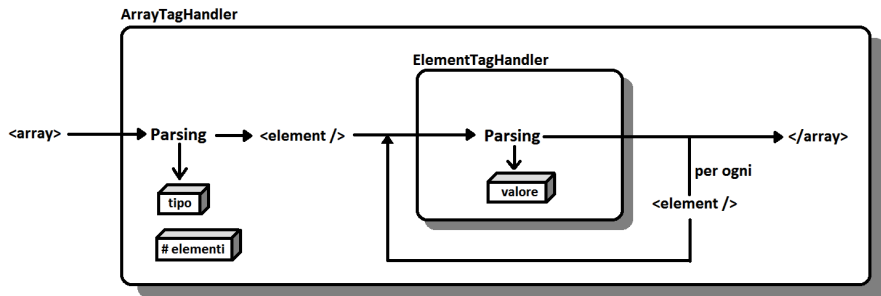 ArrayTagHandler
ElementTagHandler
<array>
Parsing
<element />
Parsing
</array>
per ogni
<element />
tipo
valore
# elementi